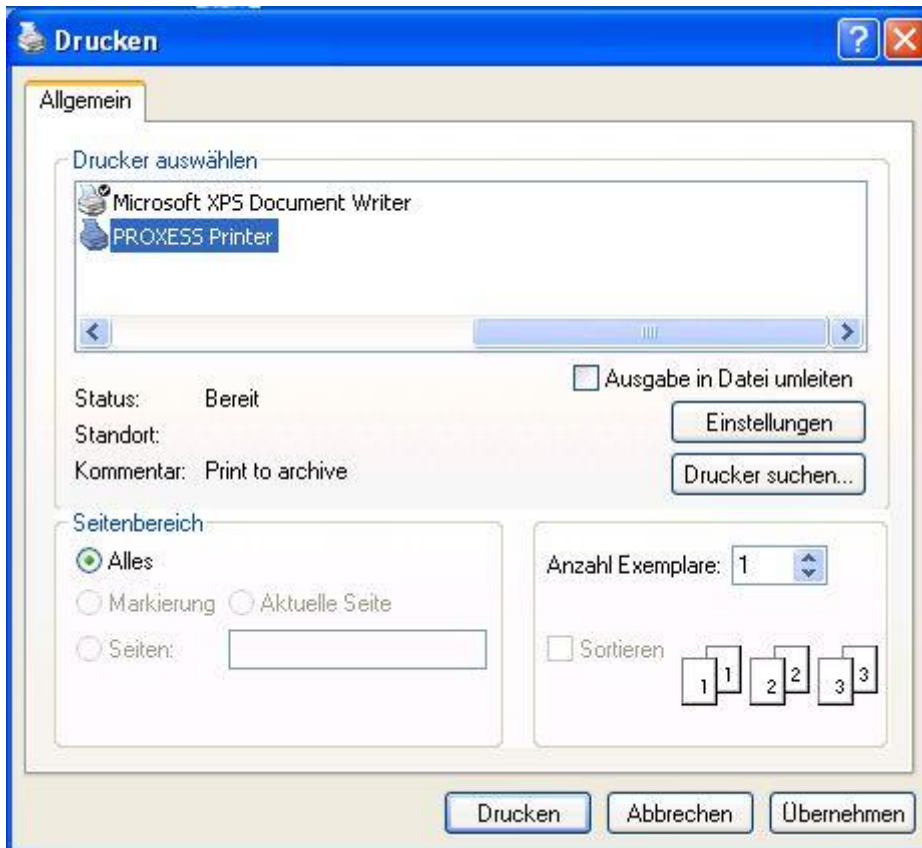 Drucken
Allgemein
Drucker auswählen
Microsoft XPS Document Writer
PROXESS Printer
Ausgabe in Datei umleiten
Status: Bereit
Einstellungen
Standort:
Kommentar: Print to archive
Drucker suchen...
Seitenbereich
Alles
Markierung Aktuelle Seite
Seiten:
Anzahl Exemplare: 1
Sortieren
1 1 2 2 3 3
Drucken Abbrechen Übernehmen